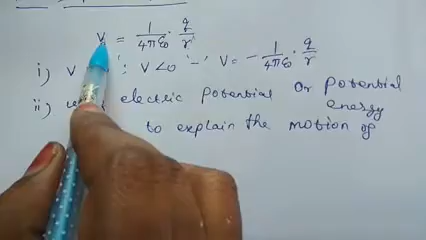 V = 1/4πε₀ · q/r
i) V ; V<0 '-' V = - 1/4πε₀ · q/r
ii) electric potential or potential
energy
to explain the motion of